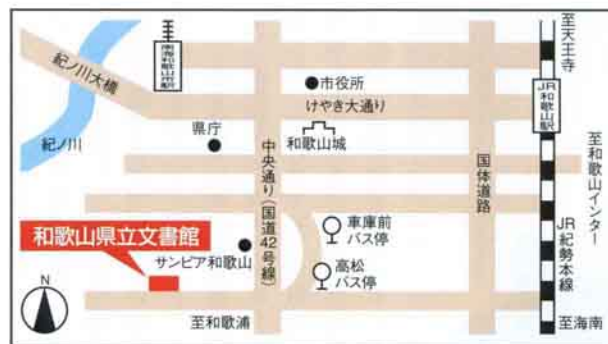 至天王寺
南海和歌山市駅
紀ノ川大橋
市役所
けやき大通り
JR和歌山駅
紀ノ川
県庁
和歌山城
中央通り(国道42号線)
国体道路
至和歌山インター
和歌山県立文書館
サンピア和歌山
車庫前
バス停
高松
バス停
JR紀勢本線
N
至和歌浦
至海南